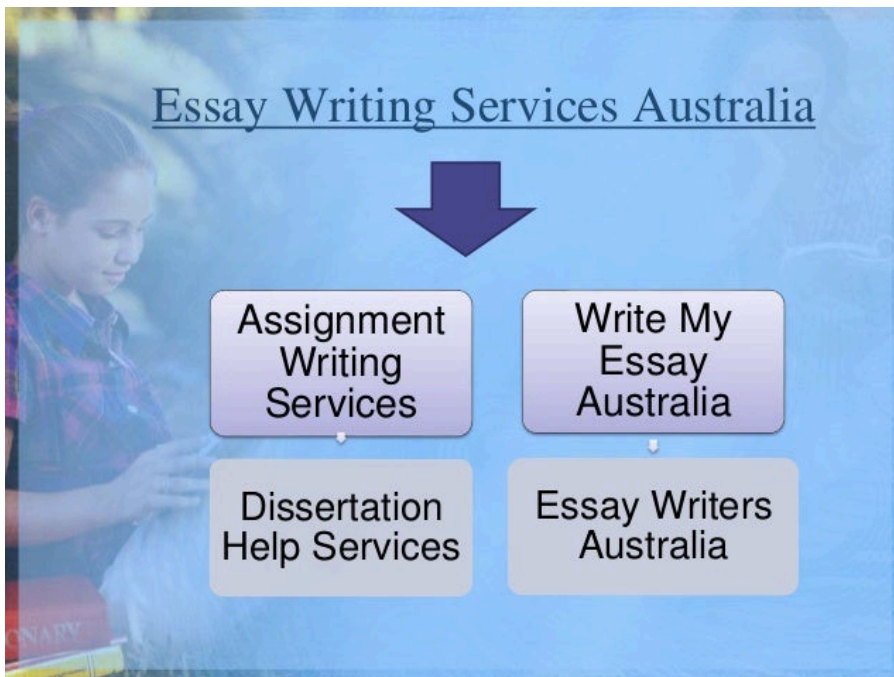 Essay Writing Services Australia
Assignment
Writing
Services
Write My
Essay
Australia
Dissertation
Help Services
Essay Writers
Australia